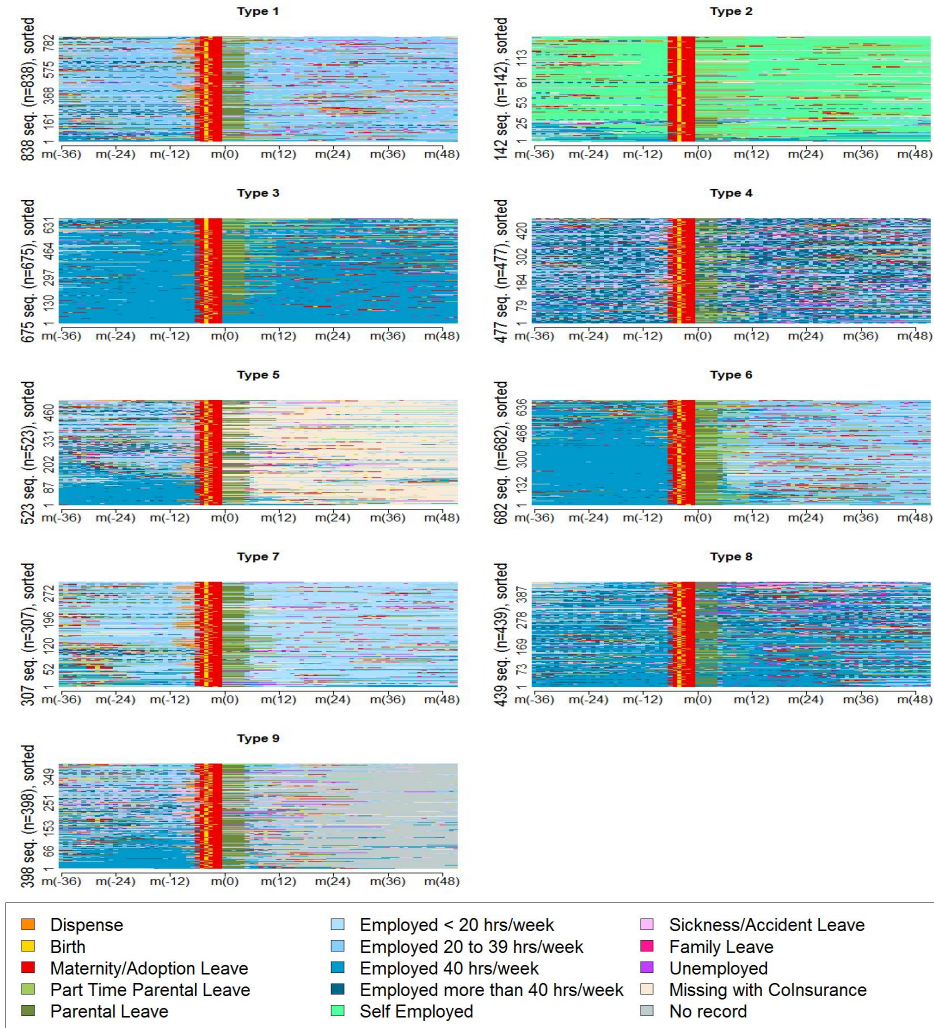 Type 1
838 seq. (n=838), sorted
1 161 368 575 782
m(-36) m(-24) m(-12) m(0) m(12) m(24) m(36) m(48)
Type 2
142 seq. (n=142), sorted
1 25 53 81 113
m(-36) m(-24) m(-12) m(0) m(12) m(24) m(36) m(48)
Type 3
675 seq. (n=675), sorted
1 130 297 464 631
m(-36) m(-24) m(-12) m(0) m(12) m(24) m(36) m(48)
Type 4
477 seq. (n=477), sorted
1 79 184 302 420
m(-36) m(-24) m(-12) m(0) m(12) m(24) m(36) m(48)
Type 5
523 seq. (n=523), sorted
1 87 202 331 460
m(-36) m(-24) m(-12) m(0) m(12) m(24) m(36) m(48)
Type 6
682 seq. (n=682), sorted
1 132 300 468 636
m(-36) m(-24) m(-12) m(0) m(12) m(24) m(36) m(48)
Type 7
307 seq. (n=307), sorted
1 52 120 196 272
m(-36) m(-24) m(-12) m(0) m(12) m(24) m(36) m(48)
Type 8
439 seq. (n=439), sorted
1 73 169 278 387
m(-36) m(-24) m(-12) m(0) m(12) m(24) m(36) m(48)
Type 9
398 seq. (n=398), sorted
1 66 153 251 349
m(-36) m(-24) m(-12) m(0) m(12) m(24) m(36) m(48)
Dispense
Birth
Maternity/Adoption Leave
Part Time Parental Leave
Parental Leave
Employed < 20 hrs/week
Employed 20 to 39 hrs/week
Employed 40 hrs/week
Employed more than 40 hrs/week
Self Employed
Sickness/Accident Leave
Family Leave
Unemployed
Missing with CoInsurance
No record